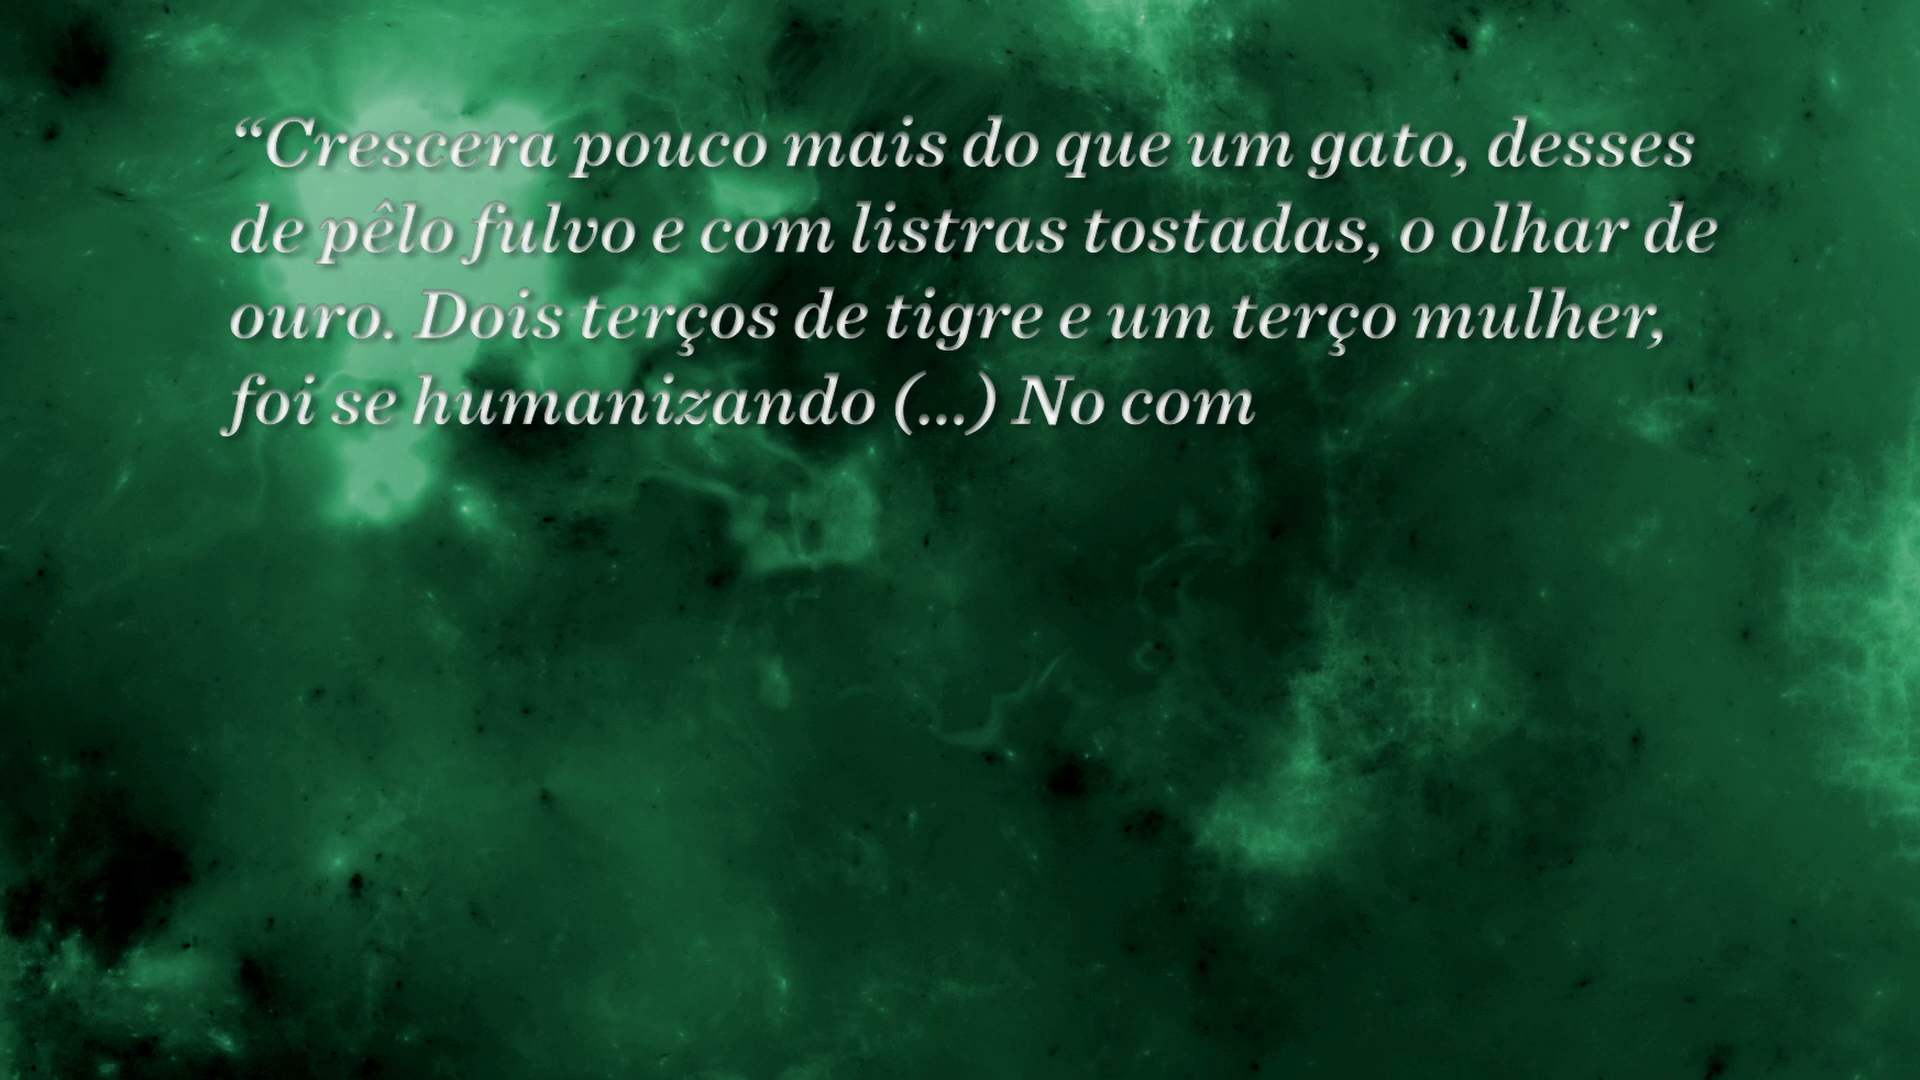 “Crescera pouco mais do que um gato, desses
de pêlo fulvo e com listras tostadas, o olhar de
ouro. Dois terços de tigre e um terço mulher,
foi se humanizando (...) No com